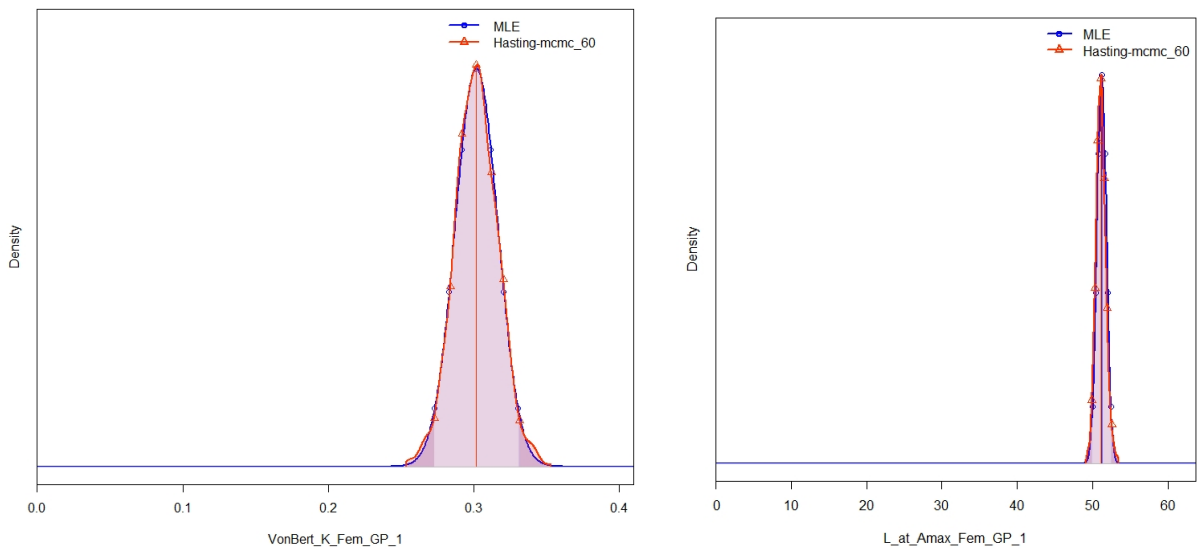 MLE
Hasting-mcmc_60
Density
0.0 0.1 0.2 0.3 0.4
VonBert_K_Fem_GP_1
MLE
Hasting-mcmc_60
Density
0 10 20 30 40 50 60
L_at_Amax_Fem_GP_1